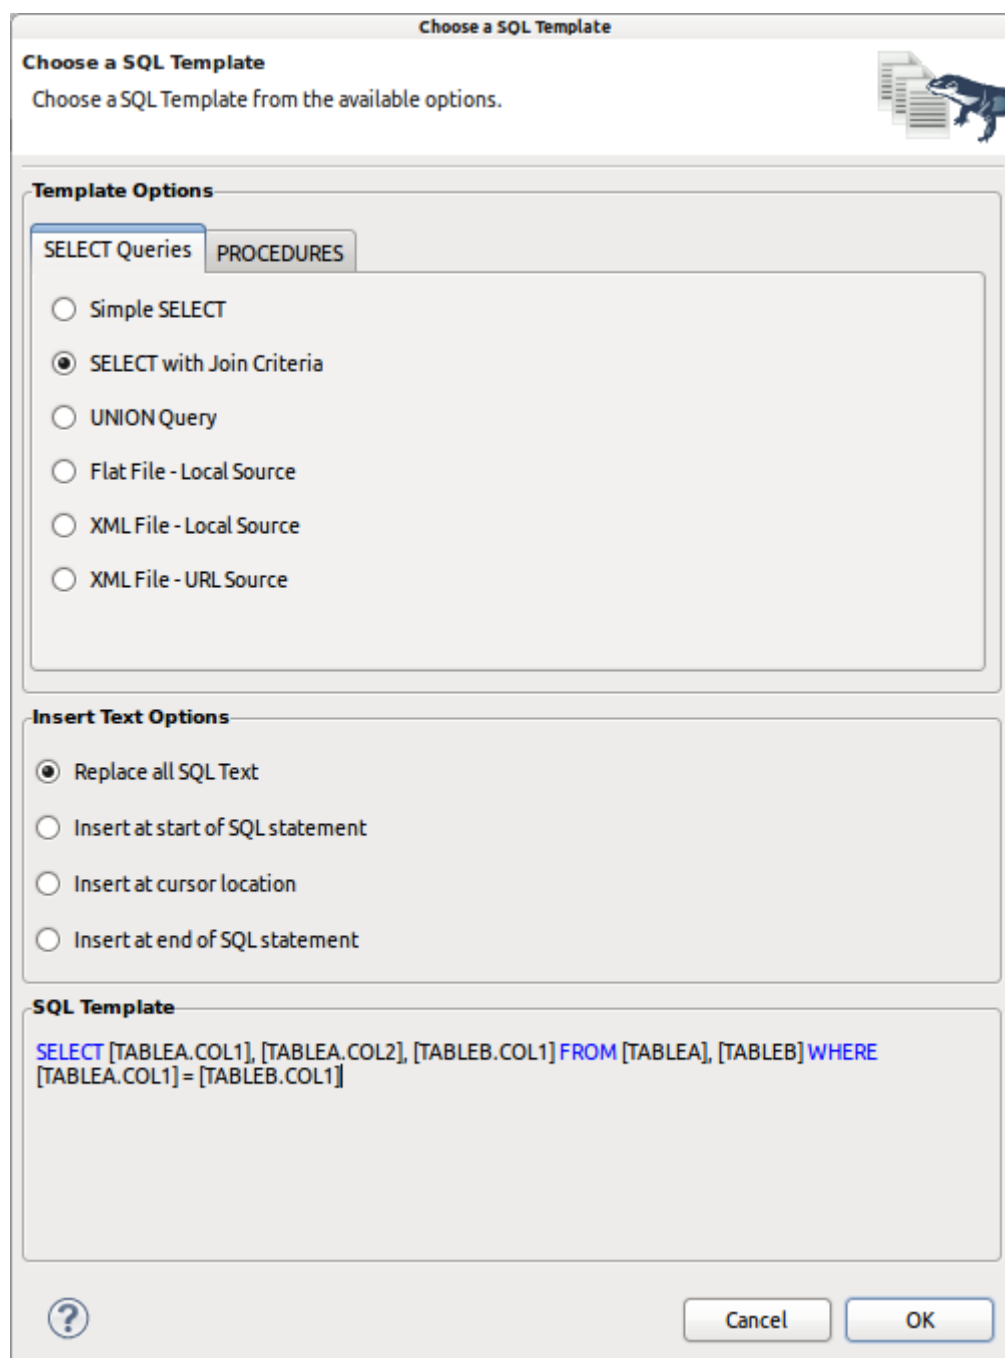 Choose a SQL Template
Choose a SQL Template
Choose a SQL Template from the available options.
Template Options
SELECT Queries
PROCEDURES
Simple SELECT
SELECT with Join Criteria
UNION Query
Flat File - Local Source
XML File - Local Source
XML File - URL Source
Insert Text Options
Replace all SQL Text
Insert at start of SQL statement
Insert at cursor location
Insert at end of SQL statement
SQL Template
SELECT [TABLEA.COL1], [TABLEA.COL2], [TABLEB.COL1] FROM [TABLEA], [TABLEB] WHERE
[TABLEA.COL1] = [TABLEB.COL1]
?
Cancel
OK